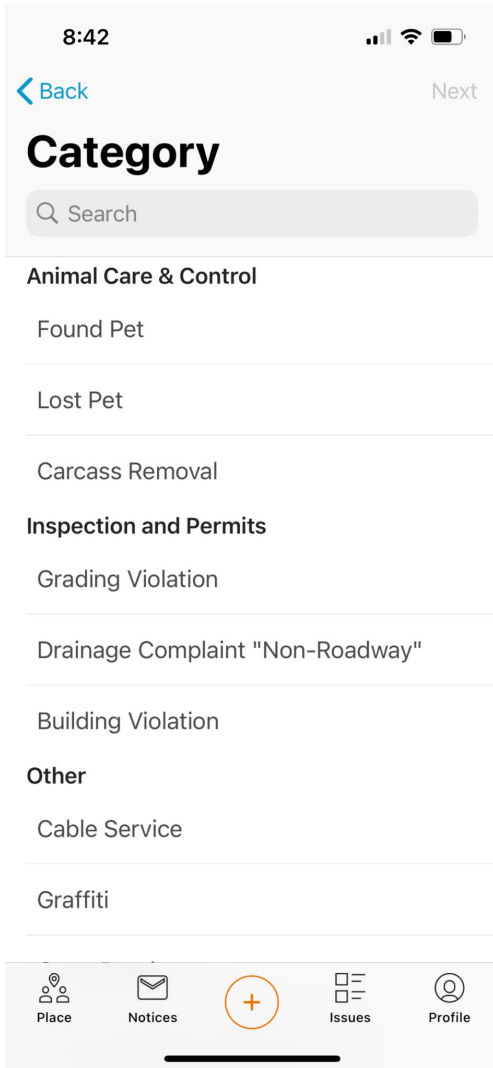 8:42
Back
Next
Category
Search
Animal Care & Control
Found Pet
Lost Pet
Carcass Removal
Inspection and Permits
Grading Violation
Drainage Complaint "Non-Roadway"
Building Violation
Other
Cable Service
Graffiti
Place
Notices
Issues
Profile